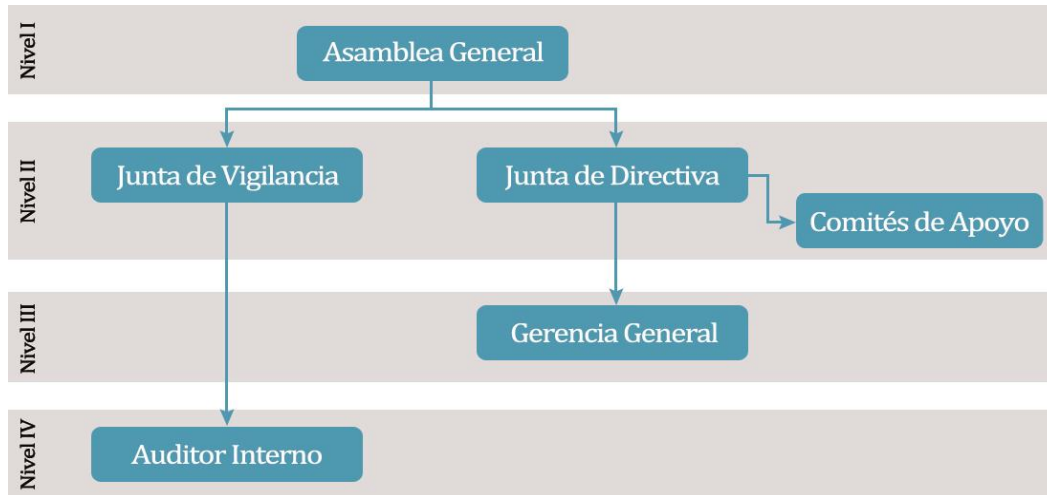 Nivel I
Asamblea General
Nivel II
Junta de Vigilancia
Junta de Directiva
Comités de Apoyo
Nivel III
Gerencia General
Nivel IV
Auditor Interno